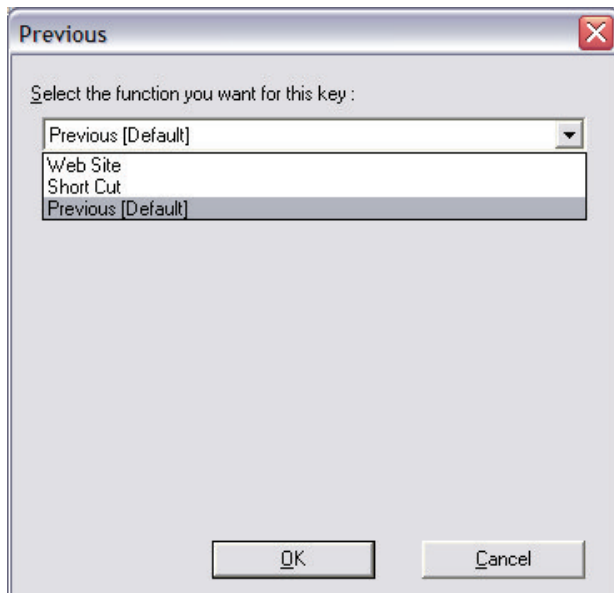 Previous
Select the function you want for this key :
Previous [Default]
Web Site
Short Cut
Previous [Default]
OK
Cancel